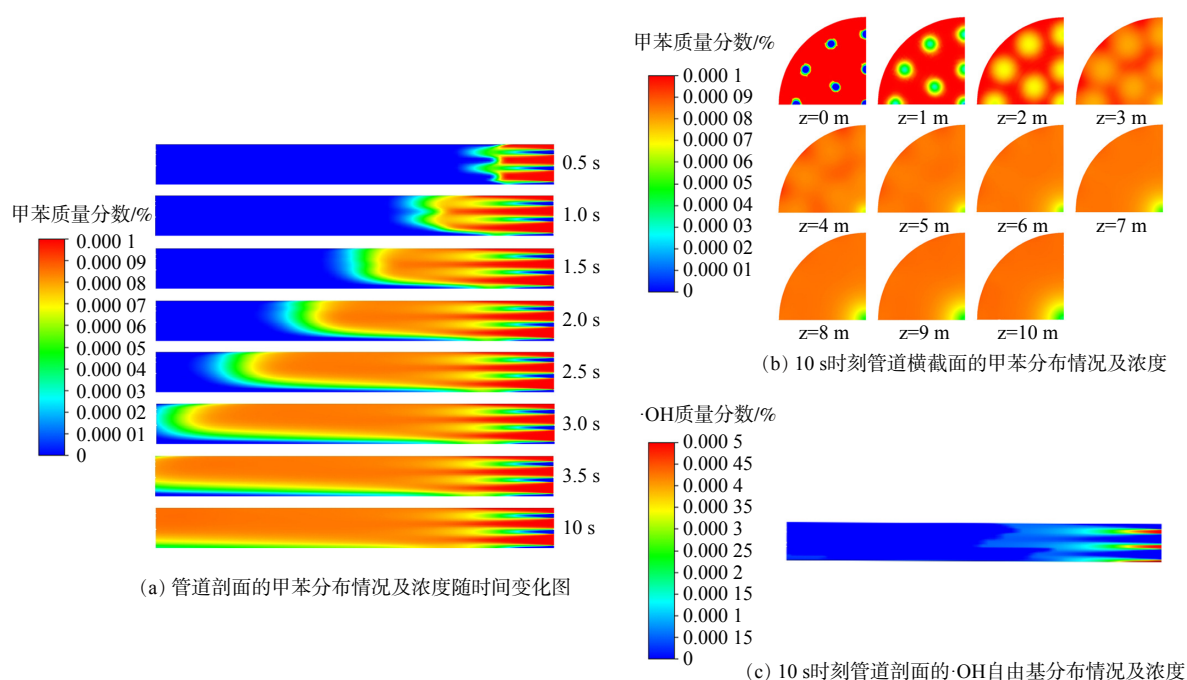 甲苯质量分数/%
0.000 1
0.000 09
0.000 08
0.000 07
0.000 06
0.000 05
0.000 04
0.000 03
0.000 02
0.000 01
0
0.5 s
1.0 s
1.5 s
2.0 s
2.5 s
3.0 s
3.5 s
10 s
(a) 管道剖面的甲苯分布情况及浓度随时间变化图
甲苯质量分数/%
0.000 1
0.000 09
0.000 08
0.000 07
0.000 06
0.000 05
0.000 04
0.000 03
0.000 02
0.000 01
0
z=0 m
z=1 m
z=2 m
z=3 m
z=4 m
z=5 m
z=6 m
z=7 m
z=8 m
z=9 m
z=10 m
(b) 10 s时刻管道横截面的甲苯分布情况及浓度
·OH质量分数/%
0.000 5
0.000 45
0.000 4
0.000 35
0.000 3
0.000 25
0.000 2
0.000 15
0.000 1
0.000 15
0
(c) 10 s时刻管道剖面的·OH自由基分布情况及浓度